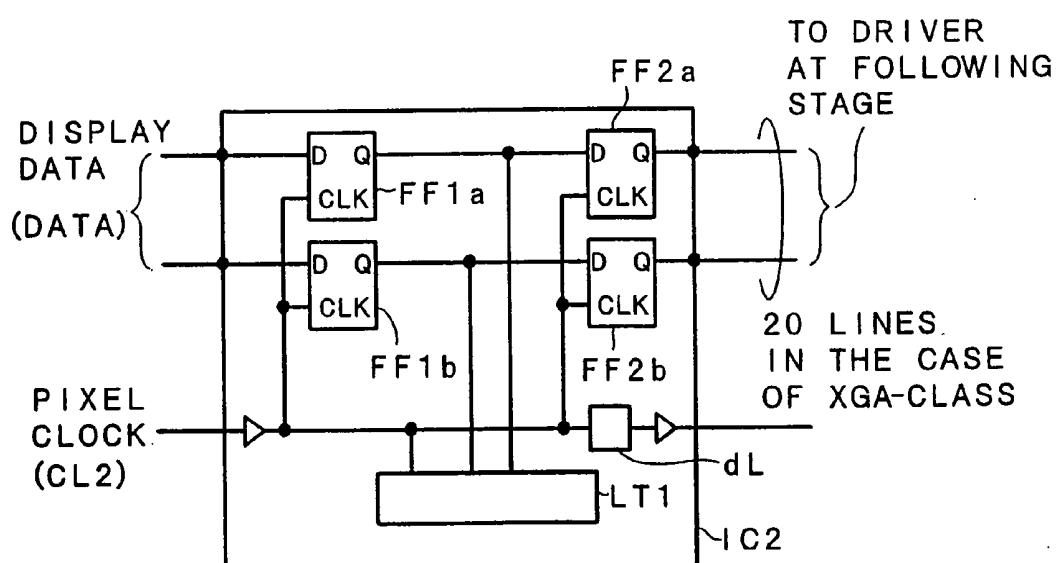 TO DRIVER
AT FOLLOWING
STAGE
FF2a
DISPLAY
DATA
(DATA)
D Q
CLK
FF1a
D Q
CLK
D Q
CLK
FF1b
D Q
CLK
FF2b
20 LINES
IN THE CASE
OF XGA-CLASS
PIXEL
CLOCK
(CL2)
dL
LT1
IC2